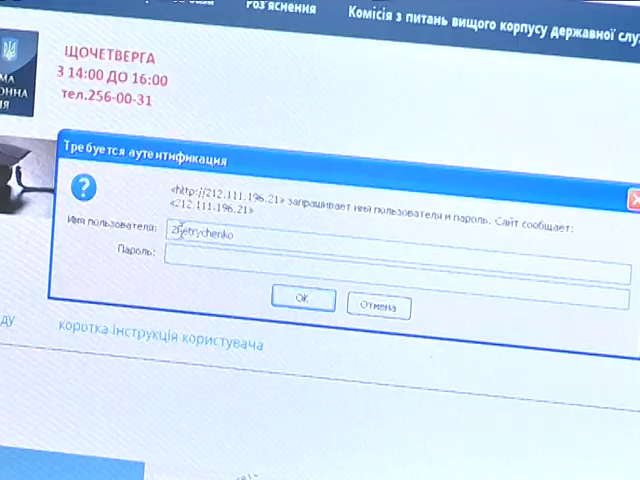 Роз'яснення
Комісія з питань вищого корпусу державної
ЩОЧЕТВЕРГА
З 14:00 ДО 16:00
тел.256-00-31
Требуется аутентификация
«http://212.111.196.21» запрашивает имя пользователя и пароль. Сайт сообщает:
«212.111.196.21»
Имя пользователя:
Пароль:
OK
Отмена
коротка інструкція користувача